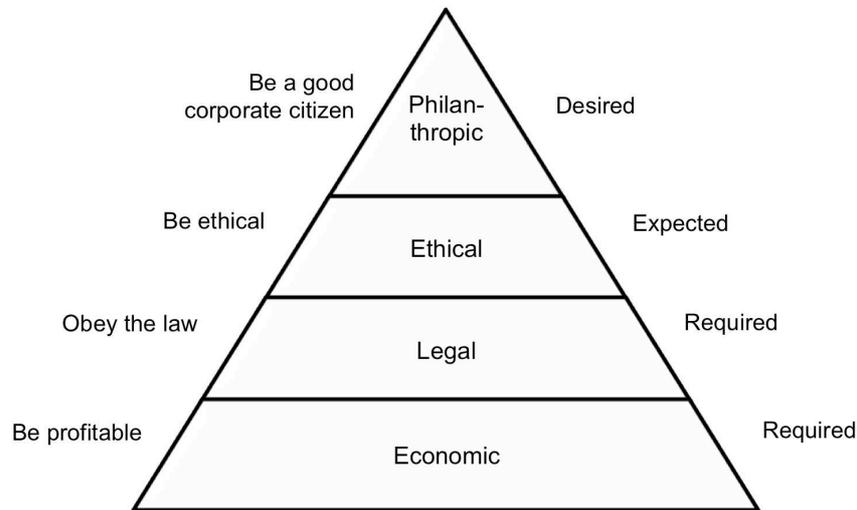 Be a good
corporate citizen
Philan-
thropic
Desired
Be ethical
Ethical
Expected
Obey the law
Legal
Required
Be profitable
Economic
Required